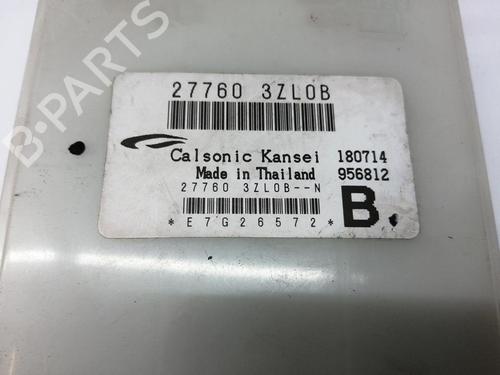 27760 3ZL0B
Calsonic Kansei 180714
Made in Thailand 956812
27760 3ZL0B--N
B.
*E7G26572*
B-PARTS